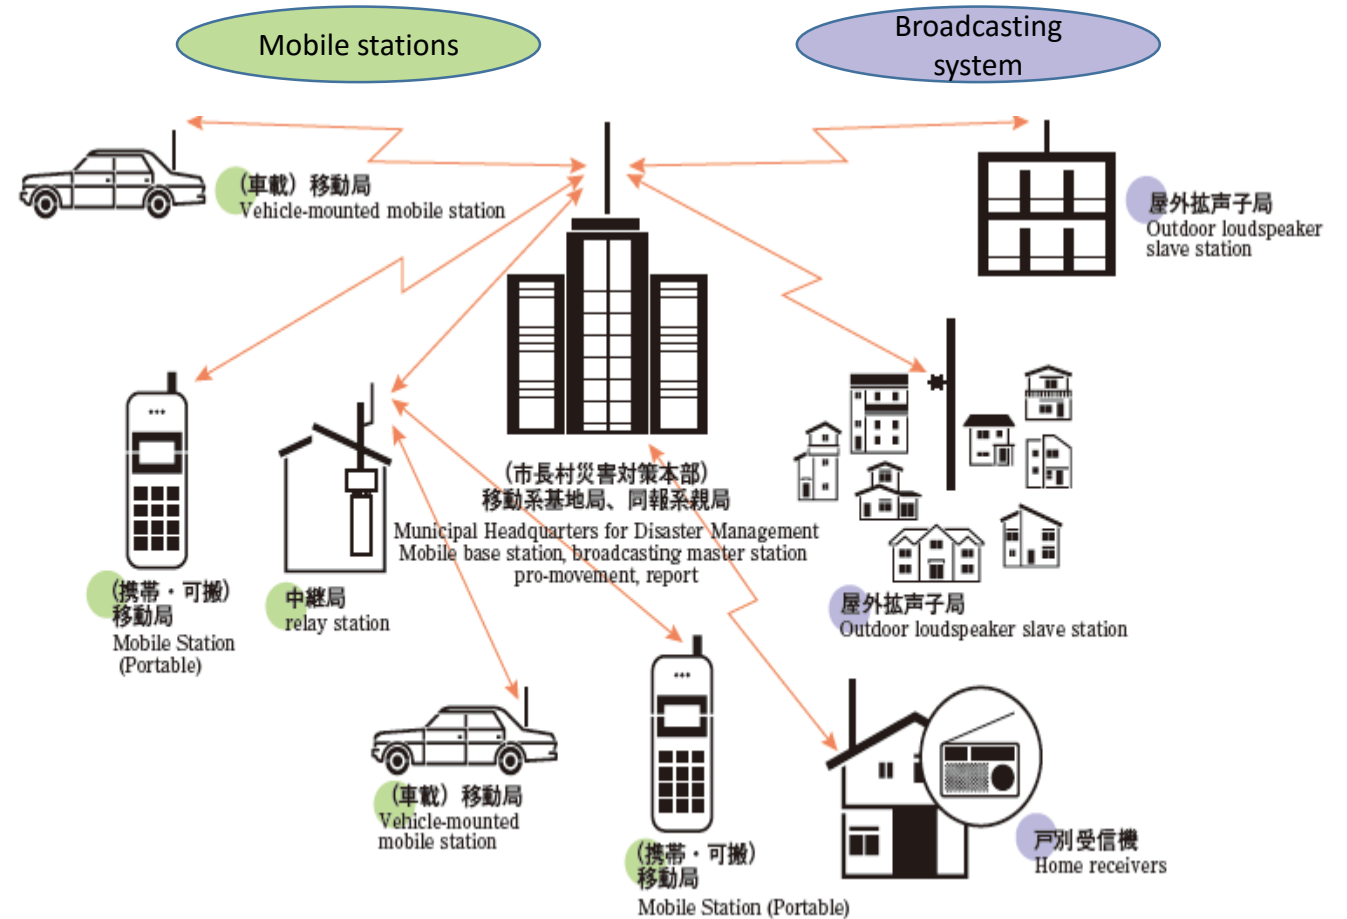 Mobile stations
Broadcasting
system
(車載) 移動局
Vehicle-mounted mobile station
屋外拡声子局
Outdoor loudspeaker
slave station
(市長村災害対策本部)
移動系基地局、同報系親局
Municipal Headquarters for Disaster Management
Mobile base station, broadcasting master station
pro-movement, report
(携帯・可搬)
移動局
Mobile Station
(Portable)
中継局
relay station
屋外拡声子局
Outdoor loudspeaker slave station
(車載) 移動局
Vehicle-mounted
mobile station
(携帯・可搬)
移動局
Mobile Station (Portable)
戸別受信機
Home receivers